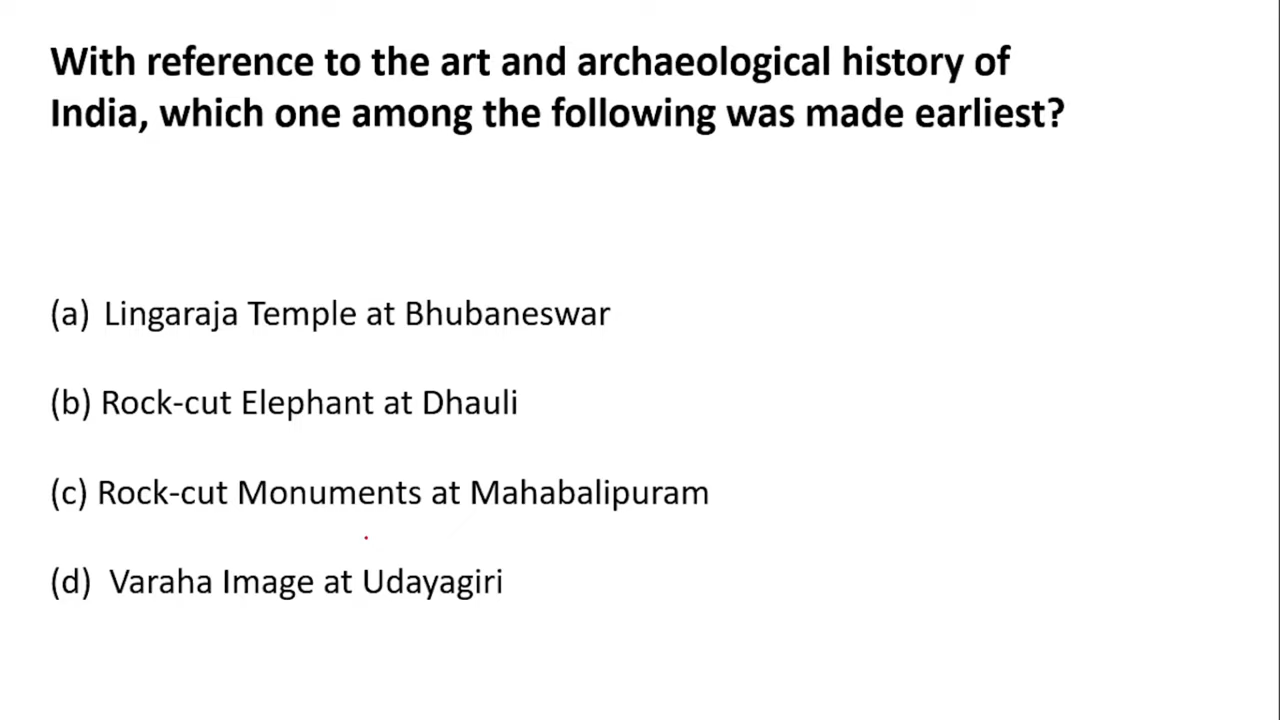 With reference to the art and archaeological history of
India, which one among the following was made earliest?
(a) Lingaraja Temple at Bhubaneswar
(b) Rock-cut Elephant at Dhauli
(c) Rock-cut Monuments at Mahabalipuram
(d) Varaha Image at Udayagiri